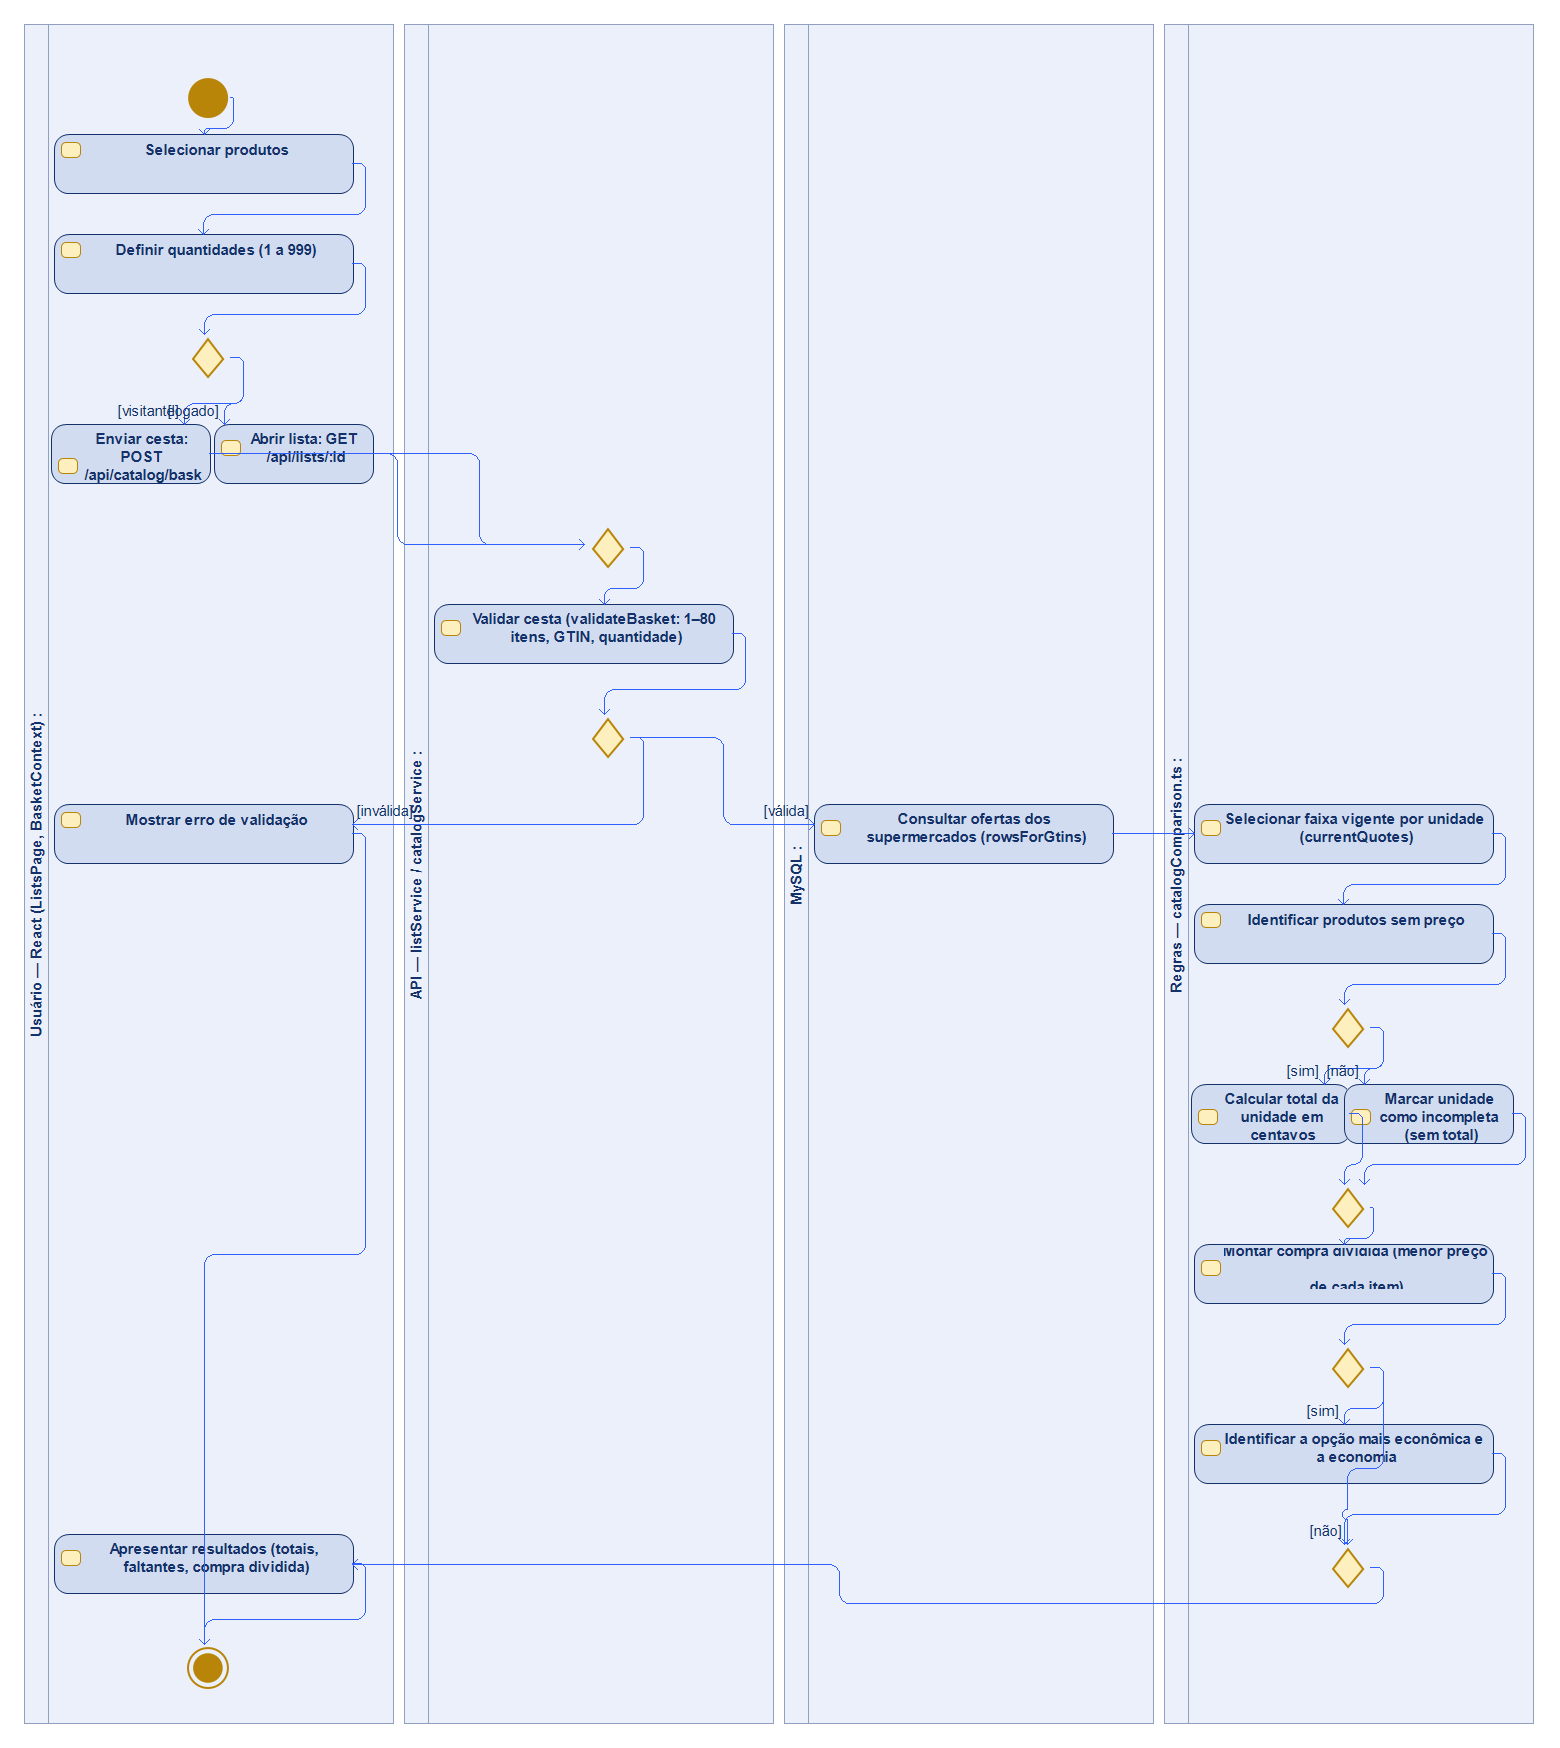 Selecionar produtos
Definir quantidades (1 a 999)
[visitante]
[logado]
Enviar cesta:
POST
/api/catalog/bask
Abrir lista: GET
/api/lists/:id
Validar cesta (validateBasket: 1–80
itens, GTIN, quantidade)
Usuário — React (ListsPage, BasketContext) :
API — listService / catalogService :
MySQL :
Regras — catalogComparison.ts :
[inválida]
[válida]
Mostrar erro de validação
Consultar ofertas dos
supermercados (rowsForGtins)
Selecionar faixa vigente por unidade
(currentQuotes)
Identificar produtos sem preço
[sim]
[não]
Calcular total da
unidade em
centavos
Marcar unidade
como incompleta
(sem total)
Montar compra dividida (menor preço
de cada item)
[sim]
Identificar a opção mais econômica e
a economia
[não]
Apresentar resultados (totais,
faltantes, compra dividida)